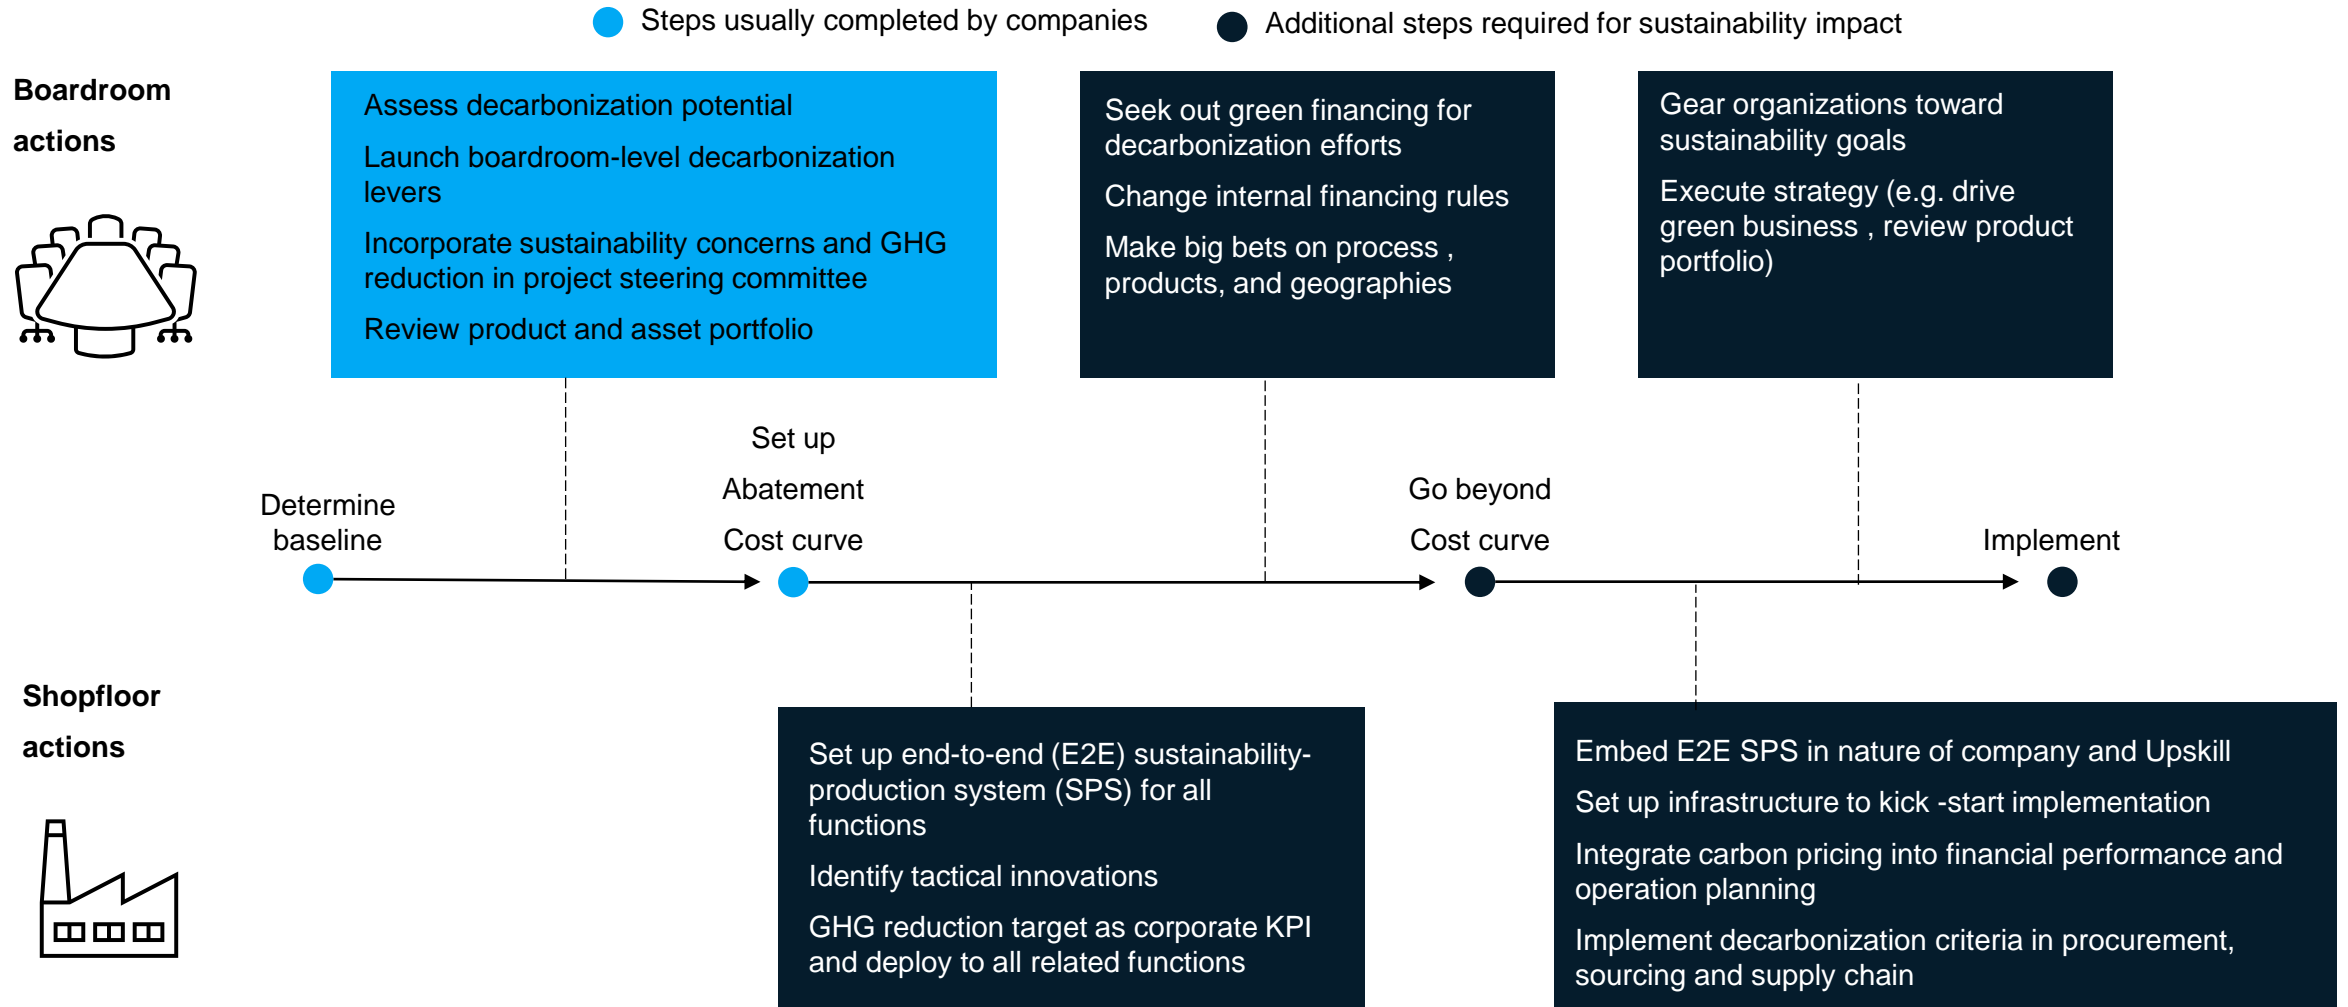 Steps usually completed by companies
Additional steps required for sustainability impact
Boardroom
actions
Assess decarbonization potential
Launch boardroom-level decarbonization
levers
Incorporate sustainability concerns and GHG
reduction in project steering committee
Review product and asset portfolio
Seek out green financing for
decarbonization efforts
Change internal financing rules
Make big bets on process ,
products, and geographies
Gear organizations toward
sustainability goals
Execute strategy (e.g. drive
green business , review product
portfolio)
Determine
baseline
Set up
Abatement
Cost curve
Go beyond
Cost curve
Implement
Shopfloor
actions
Set up end-to-end (E2E) sustainability-
production system (SPS) for all
functions
Identify tactical innovations
GHG reduction target as corporate KPI
and deploy to all related functions
Embed E2E SPS in nature of company and Upskill
Set up infrastructure to kick -start implementation
Integrate carbon pricing into financial performance and
operation planning
Implement decarbonization criteria in procurement,
sourcing and supply chain